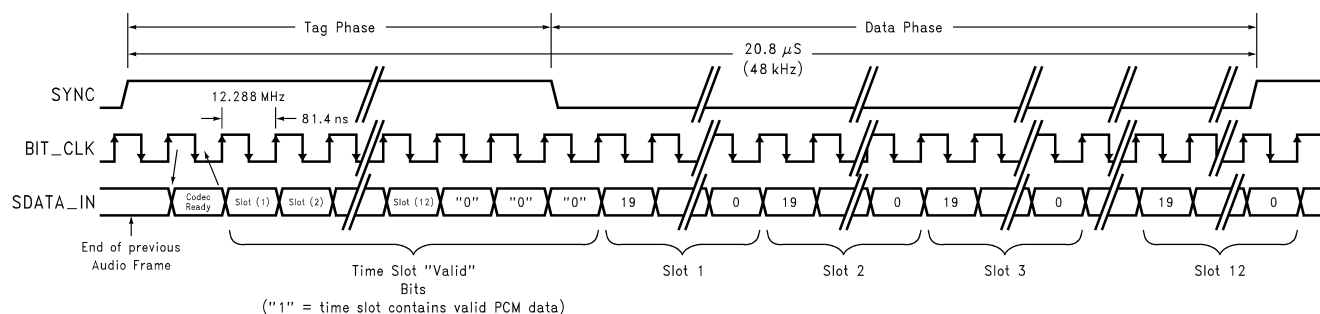 Tag Phase
Data Phase
20.8 µS
(48 kHz)
SYNC
12.288 MHz
81.4 ns
BIT_CLK
SDATA_IN
Codec
Ready
Slot (1)
Slot (2)
Slot (12)
"0"
"0"
"0"
19
0
19
0
19
0
19
0
End of previous
Audio Frame
Time Slot "Valid"
Bits
("1" = time slot contains valid PCM data)
Slot 1
Slot 2
Slot 3
Slot 12